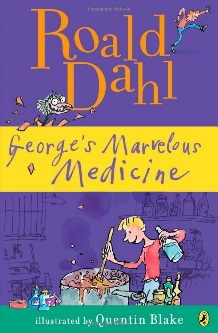 Roald
Dahl
George's Marvelous
Medicine
illustrated by Quentin Blake